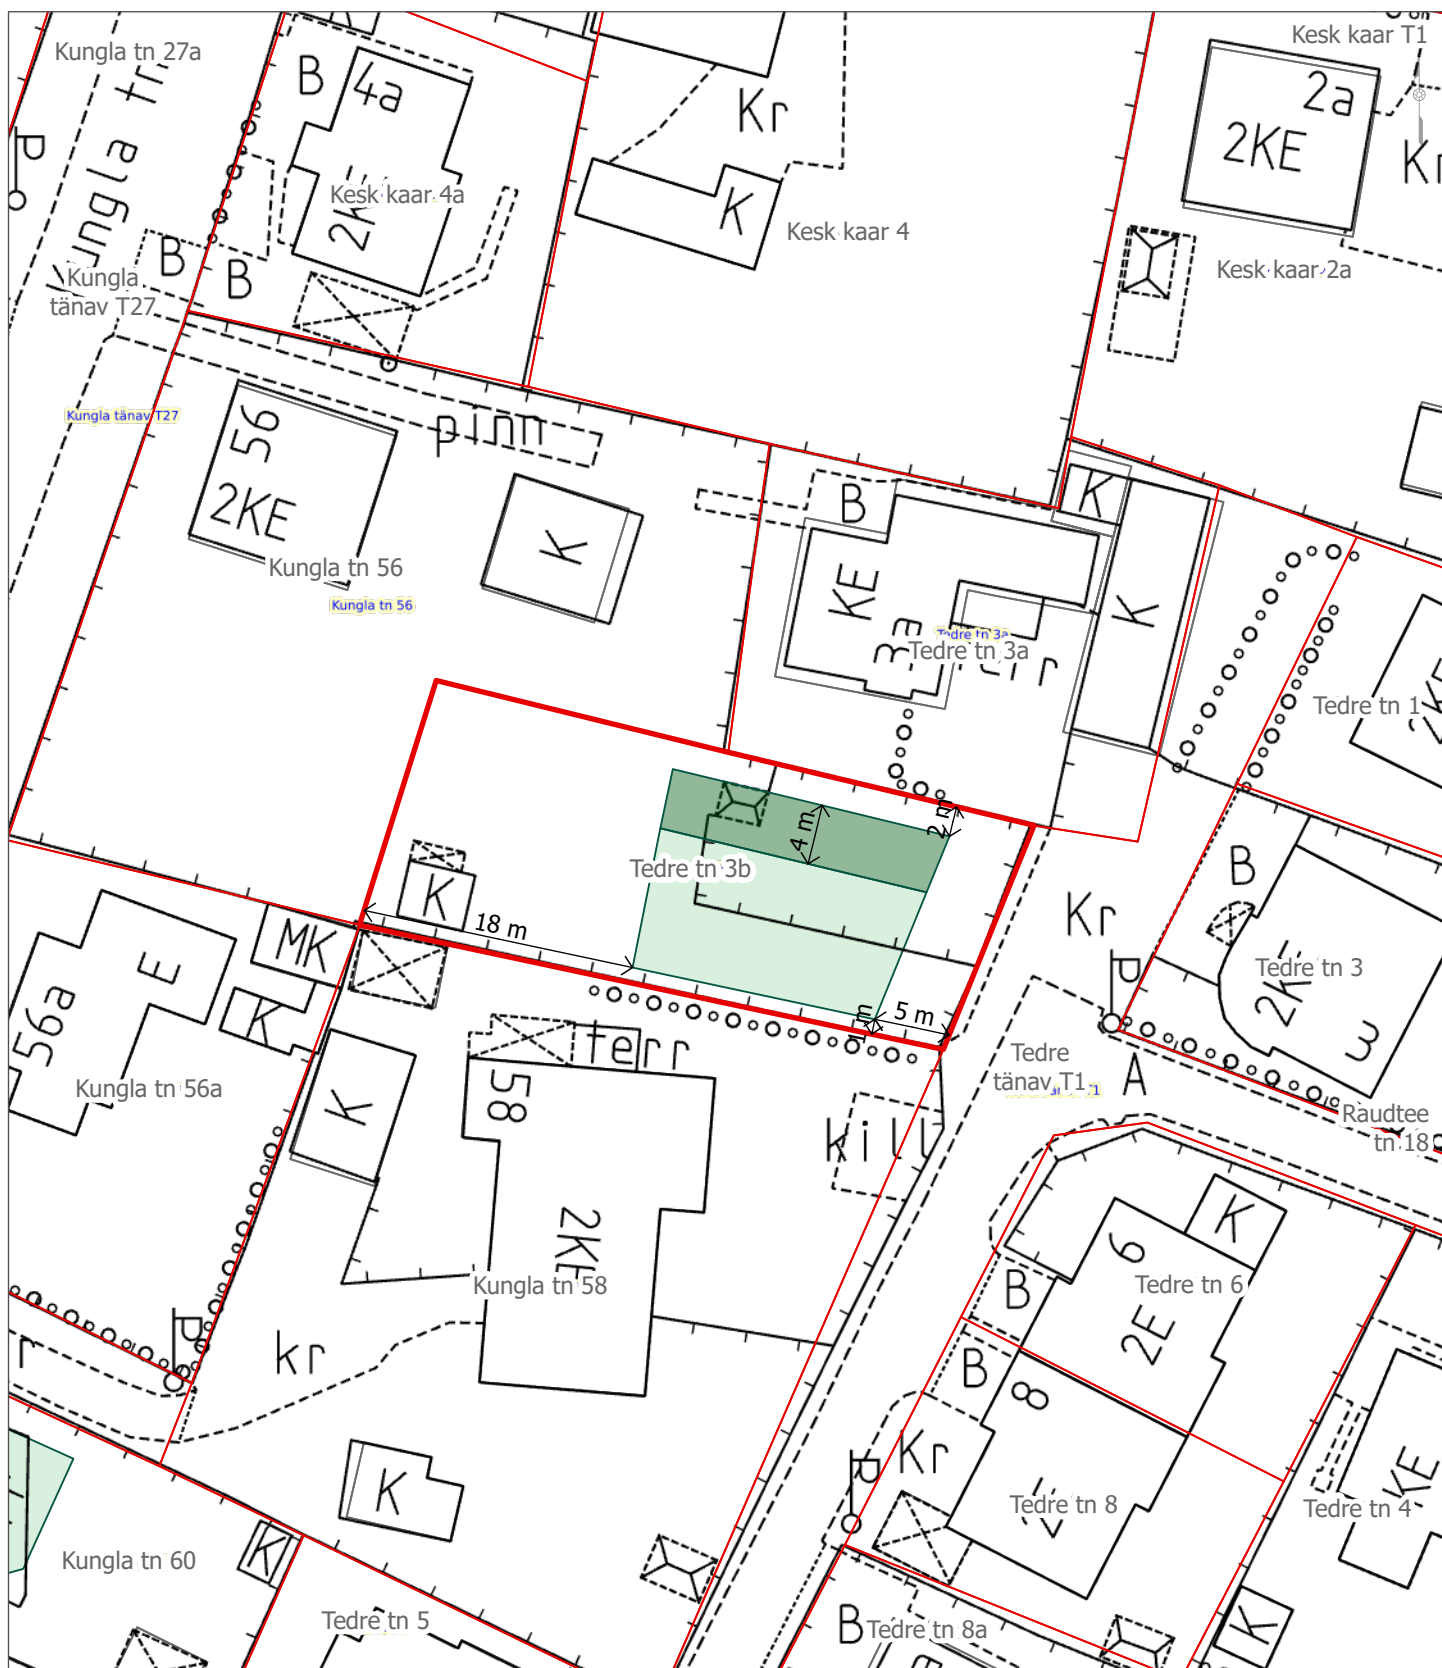 Kesk kaar T1
Kungla tn 27a
B
4a
2a
Kr
2KE
P
Kungla tn
Kr
Kesk kaar 4a
K
Kesk kaar 4
B
B
Kungla
tänav T27
Kesk kaar 2a
Kungla tänav T27
pinn
56
2KE
B
K
KE
K
K
Kungla tn 56
Kungla tn 56
Tedre tn 3a
Tedre tn 3a
3a
Tedre tn 1
2 m
4 m
Tedre tn 3b
B
K
18 m
Kr
MK
E
P
Tedre tn 3
2KE
3
56a
K
5 m
terr
Tedre
tänav T1
A
Kungla tn 56a
K
58
Raudtee
tn 18
kill
K
2KE
6
Kungla tn 58
B
Tedre tn 6
2E
P
r
kr
B
8
Kr
P
KE
K
Tedre tn 8
Tedre tn 4
K
Kungla tn 60
Tedre tn 5
B
Tedre tn 8a
K